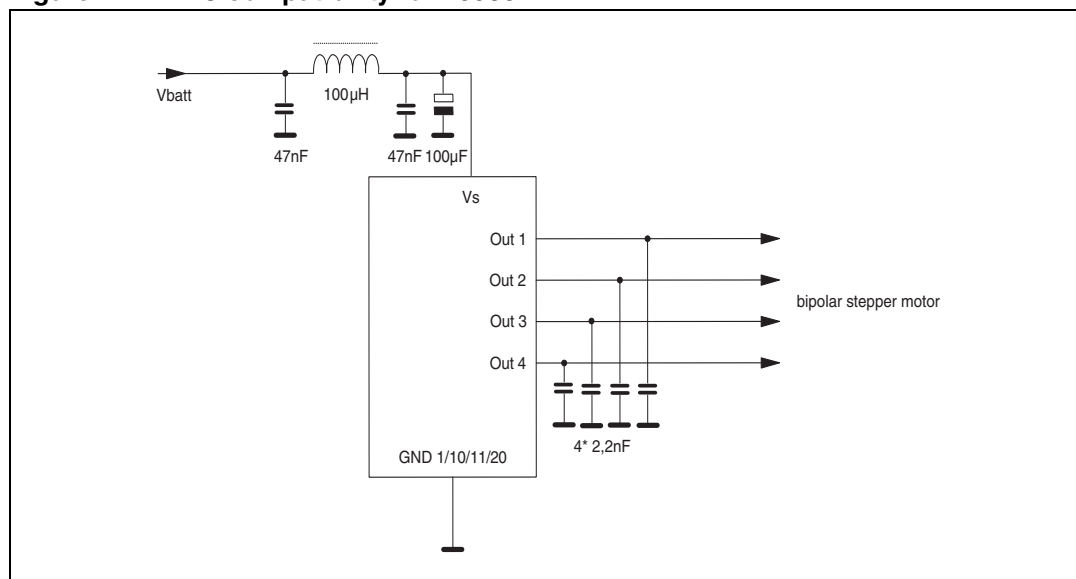 Vbatt
100µH
47nF
47nF 100µF
Vs
Out 1
Out 2
bipolar stepper motor
Out 3
Out 4
4* 2,2nF
GND 1/10/11/20